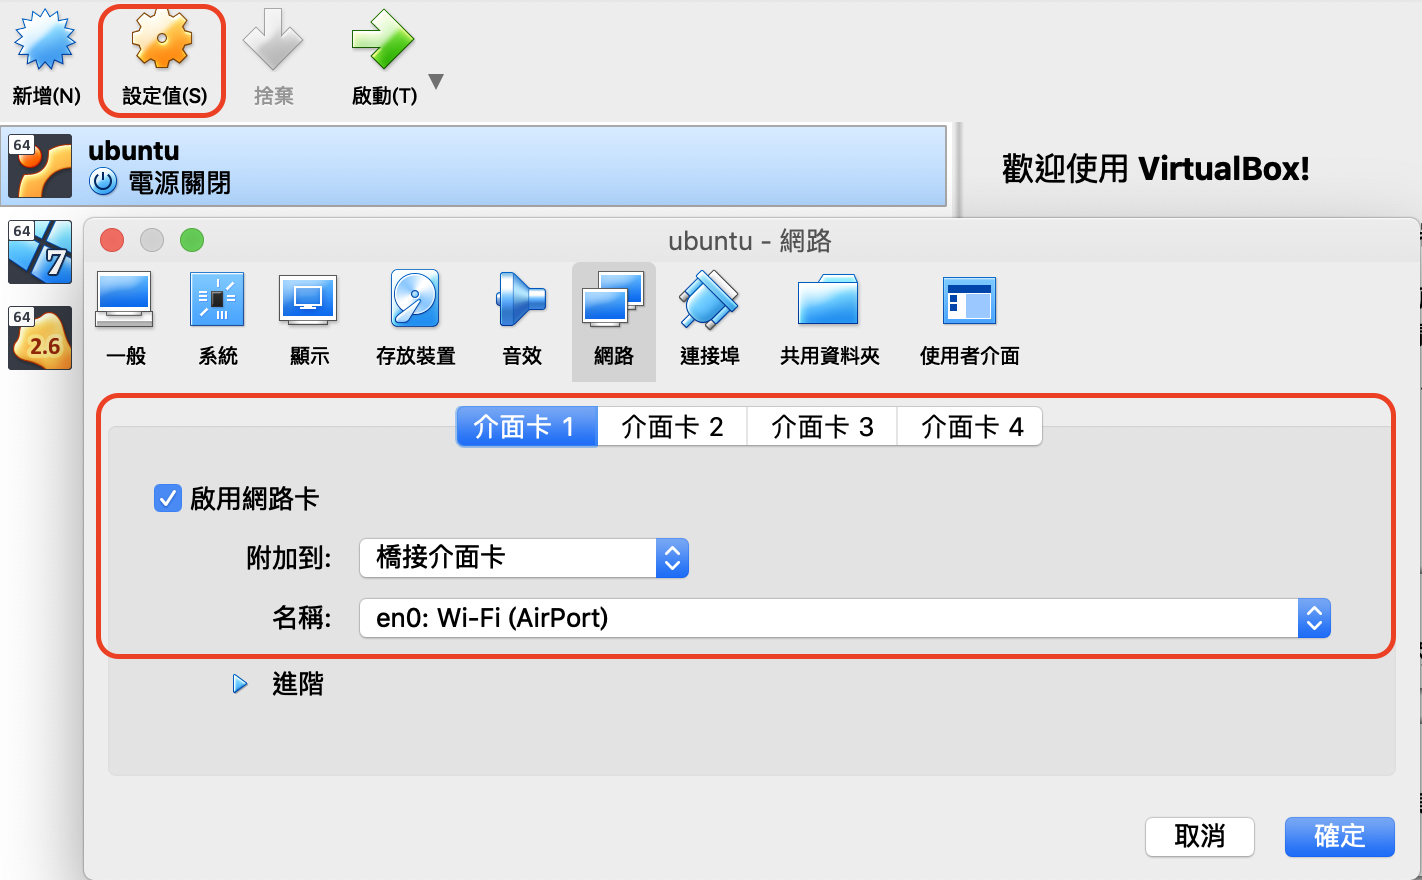 新增(N)
設定值(S)
捨棄
啟動(T)
64
ubuntu
電源關閉
歡迎使用 VirtualBox!
64
7
64
2.6
ubuntu - 網路
一般
系統
顯示
存放裝置
音效
網路
連接埠
共用資料夾
使用者介面
介面卡 1
介面卡 2
介面卡 3
介面卡 4
啟用網路卡
附加到:
橋接介面卡
名稱:
en0: Wi-Fi (AirPort)
進階
取消
確定